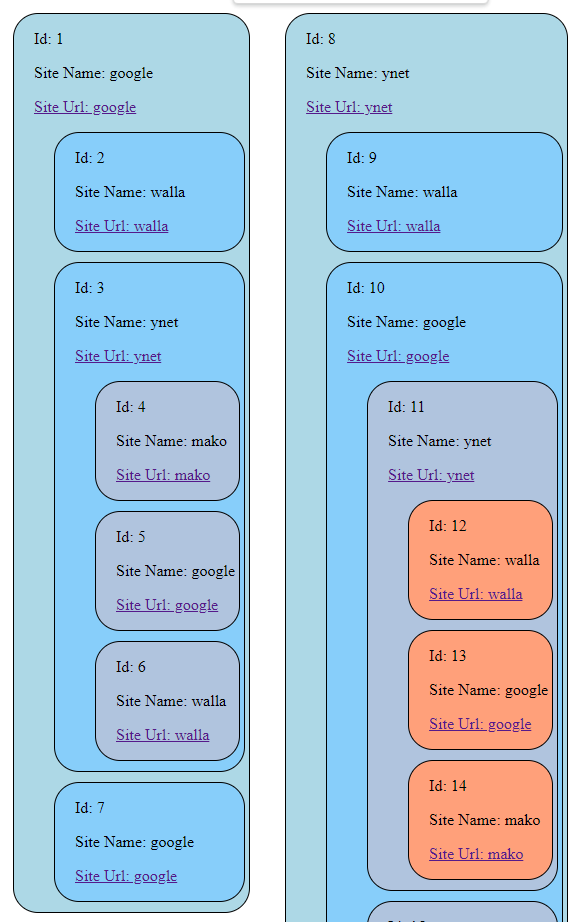 Id: 1
Site Name: google
Site Url: google
Id: 2
Site Name: walla
Site Url: walla
Id: 3
Site Name: ynet
Site Url: ynet
Id: 4
Site Name: mako
Site Url: mako
Id: 5
Site Name: google
Site Url: google
Id: 6
Site Name: walla
Site Url: walla
Id: 7
Site Name: google
Site Url: google
Id: 8
Site Name: ynet
Site Url: ynet
Id: 9
Site Name: walla
Site Url: walla
Id: 10
Site Name: google
Site Url: google
Id: 11
Site Name: ynet
Site Url: ynet
Id: 12
Site Name: walla
Site Url: walla
Id: 13
Site Name: google
Site Url: google
Id: 14
Site Name: mako
Site Url: mako